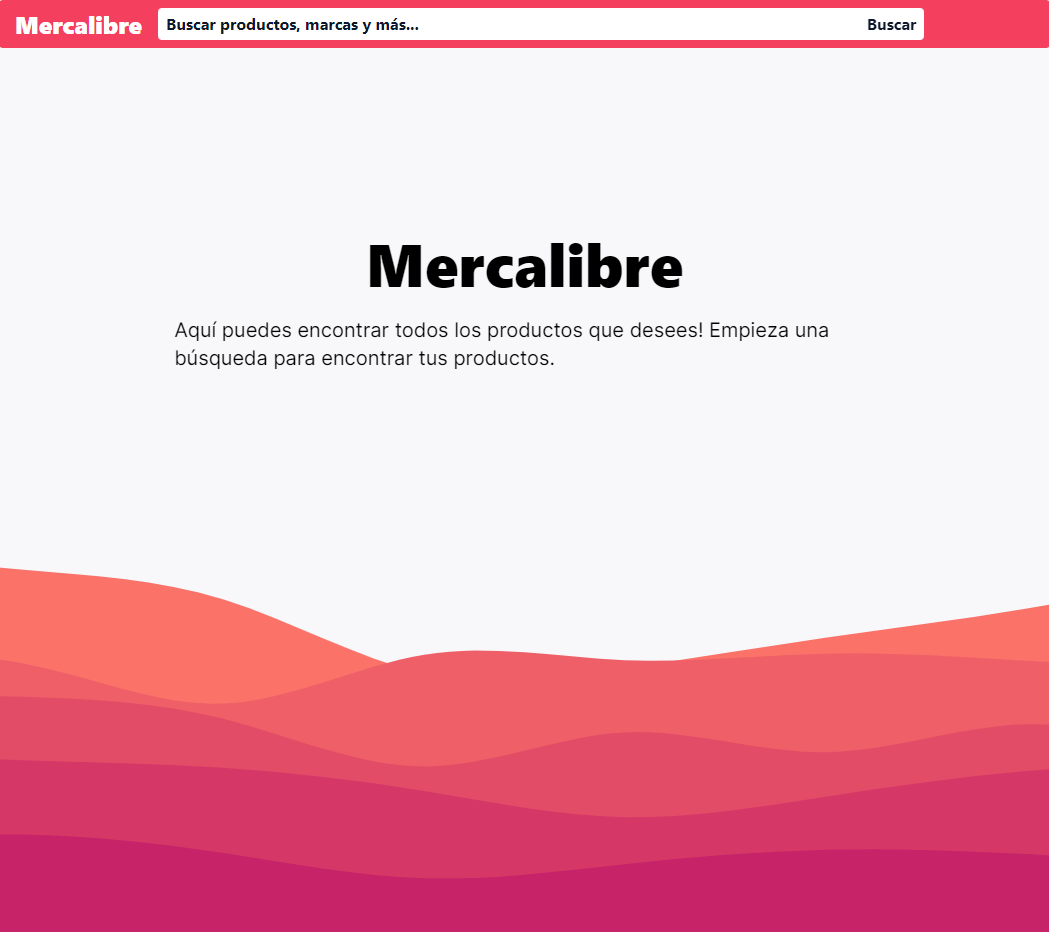 Mercalibre
Buscar productos, marcas y más...
Buscar
Mercalibre
Aquí puedes encontrar todos los productos que desees! Empieza una
búsqueda para encontrar tus productos.